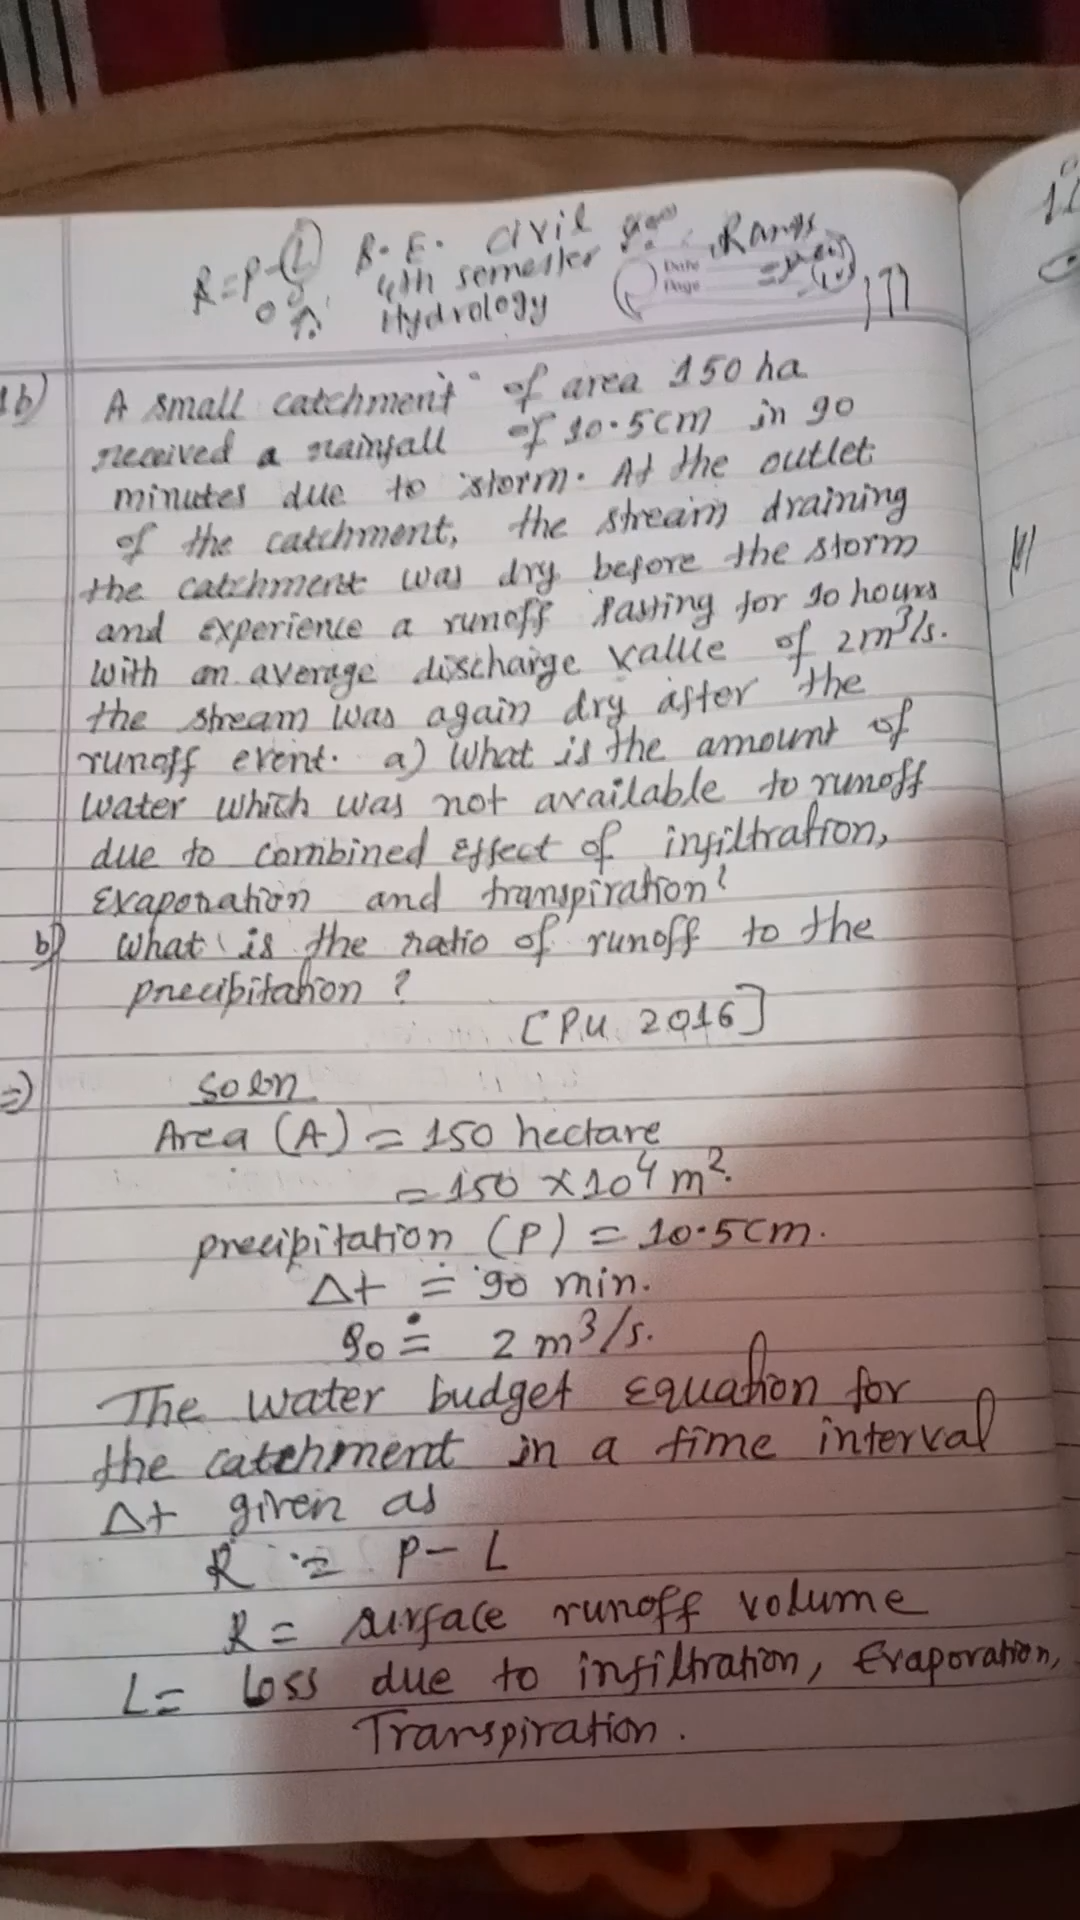 R=P-L B.E. Civil
4th semester
Hydrology
Date
Page
1b) A small catchment of area 150 ha
received a rainfall of 10.5cm in 90
minutes due to storm. At the outlet
of the catchment, the stream draining
the catchment was dry before the storm
and experience a runoff lasting for 10 hours
with an average discharge value of 2m³/s.
the stream was again dry after the
runoff event. a) What is the amount of
water which was not available to runoff
due to combined effect of infiltration,
Evaporation and transpiration?
b) What is the ratio of runoff to the
precipitation ?
[P.U 2016]
=) Soln
Area (A) = 150 hectare
= 150 × 10⁴ m².
precipitation (P) = 10.5cm.
Δt = 90 min.
= 2 m³/s.
The water budget Equation for
the catchment in a time interval
Δt given as
R = P - L
R = surface runoff volume
L = Loss due to infiltration, Evaporation,
Transpiration.